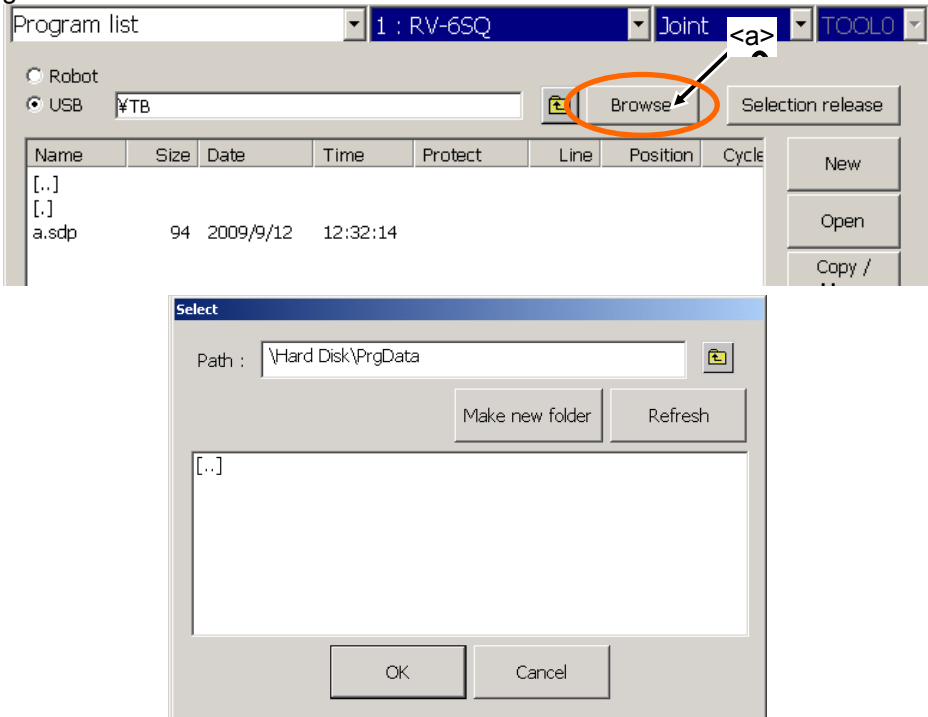 Program list 1 : RV-6SQ Joint TOOL0
<a>
Robot
USB ¥TB Browse Selection release
Name Size Date Time Protect Line Position Cycle
New
[..]
[.]
Open
a.sdp 94 2009/9/12 12:32:14
Copy /
Select
Path : \Hard Disk\PrgData
Make new folder Refresh
[..]
OK Cancel